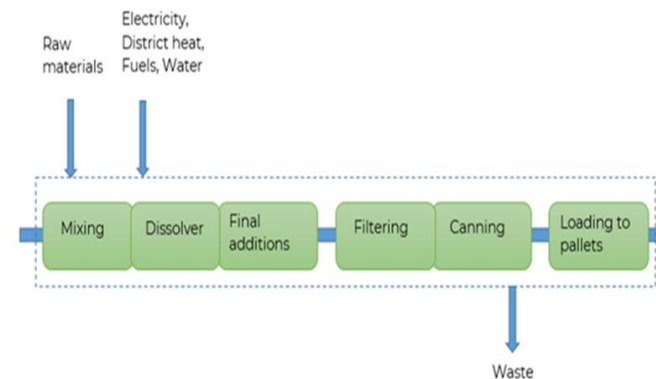 Raw
materials
Electricity,
District heat,
Fuels, Water
Mixing
Dissolver
Final
additions
Filtering
Canning
Loading to
pallets
Waste